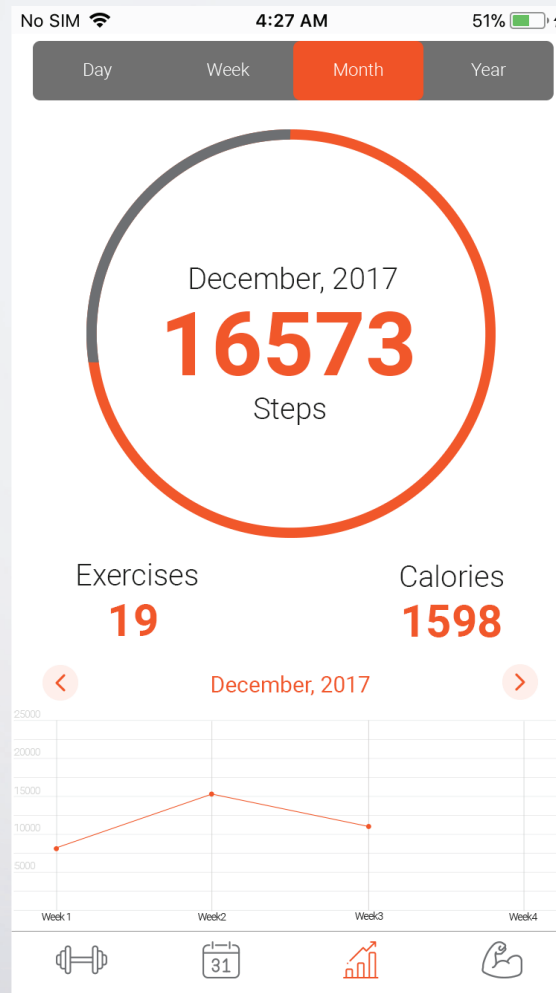 No SIM 4:27 AM 51%
Day Week Month Year
December, 2017
16573
Steps
Exercises Calories
19 1598
December, 2017
25000
20000
15000
10000
5000
Week 1 Week2 Week3 Week4
31